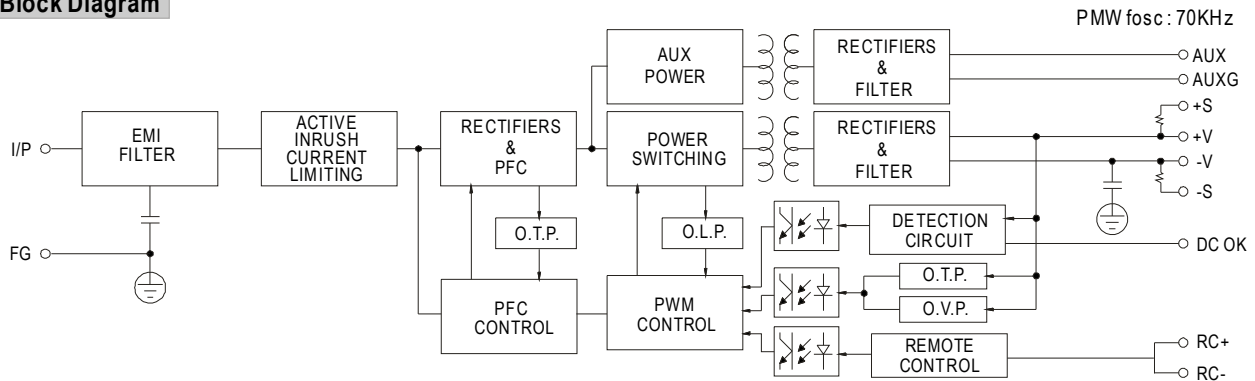 Block Diagram
PMW fosc : 70KHz
AUX
POWER
RECTIFIERS
&
FILTER
AUX
AUXG
I/P
EMI
FILTER
ACTIVE
INRUSH
CURRENT
LIMITING
RECTIFIERS
&
PFC
POWER
SWITCHING
RECTIFIERS
&
FILTER
+S
+V
-V
-S
FG
O.T.P.
O.L.P.
DETECTION
CIRCUIT
DC OK
PFC
CONTROL
PWM
CONTROL
O.T.P.
O.V.P.
REMOTE
CONTROL
RC+
RC-